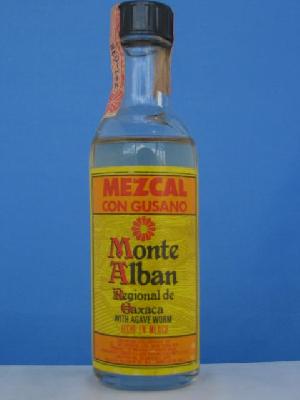 MEZCAL
CON GUSANO
Monte
Alban
Regional de
Oaxaca
WITH AGAVE WORM
HECHO EN MEXICO